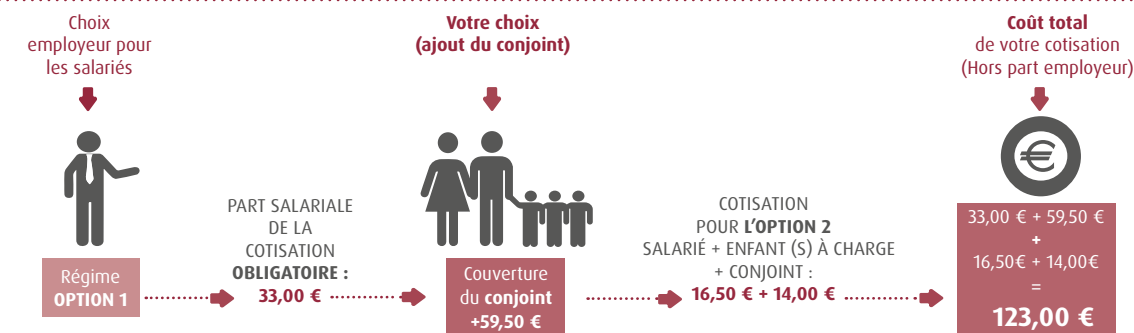 Choix
employeur pour
les salariés
Votre choix
(ajout du conjoint)
Coût total
de votre cotisation
(Hors part employeur)
€
Régime
OPTION 1
PART SALARIALE
DE LA
COTISATION
OBLIGATOIRE :
33,00 €
Couverture
du conjoint
+59,50 €
COTISATION
POUR L'OPTION 2
SALARIÉ + ENFANT (S) À CHARGE
+ CONJOINT :
16,50 € + 14,00 €
33,00 € + 59,50 €
+
16,50€ + 14,00€
=
123,00 €